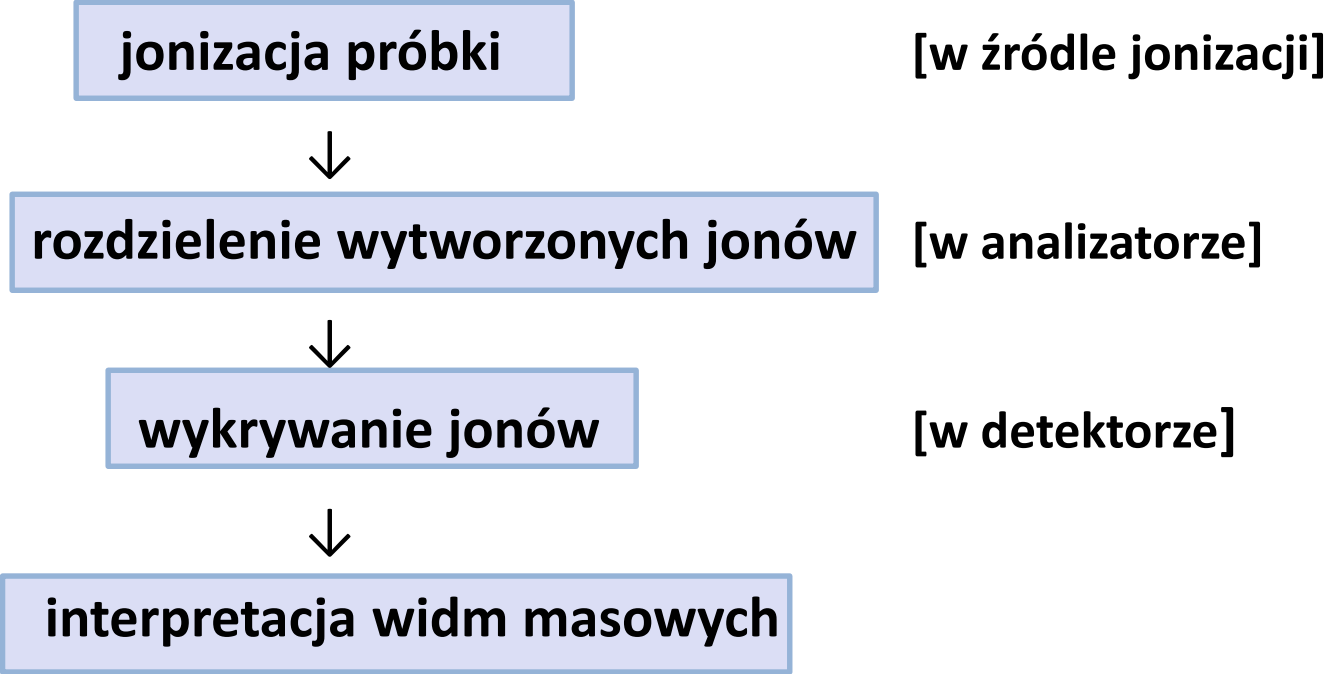 jonizacja próbki [w źródle jonizacji]
↓
rozdzielenie wytworzonych jonów [w analizatorze]
↓
wykrywanie jonów [w detektorze]
↓
interpretacja widm masowych